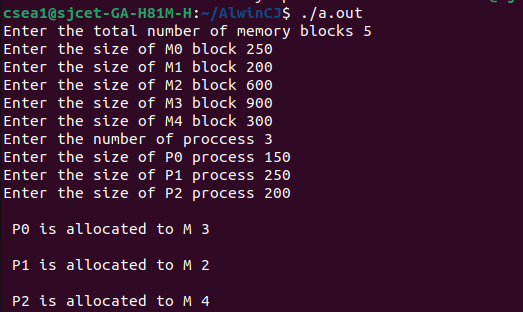 csea1@sjcet-GA-H81M-H:~/AlwinCJ$ ./a.out
Enter the total number of memory blocks 5
Enter the size of M0 block 250
Enter the size of M1 block 200
Enter the size of M2 block 600
Enter the size of M3 block 900
Enter the size of M4 block 300
Enter the number of proccess 3
Enter the size of P0 process 150
Enter the size of P1 process 250
Enter the size of P2 process 200
P0 is allocated to M 3
P1 is allocated to M 2
P2 is allocated to M 4